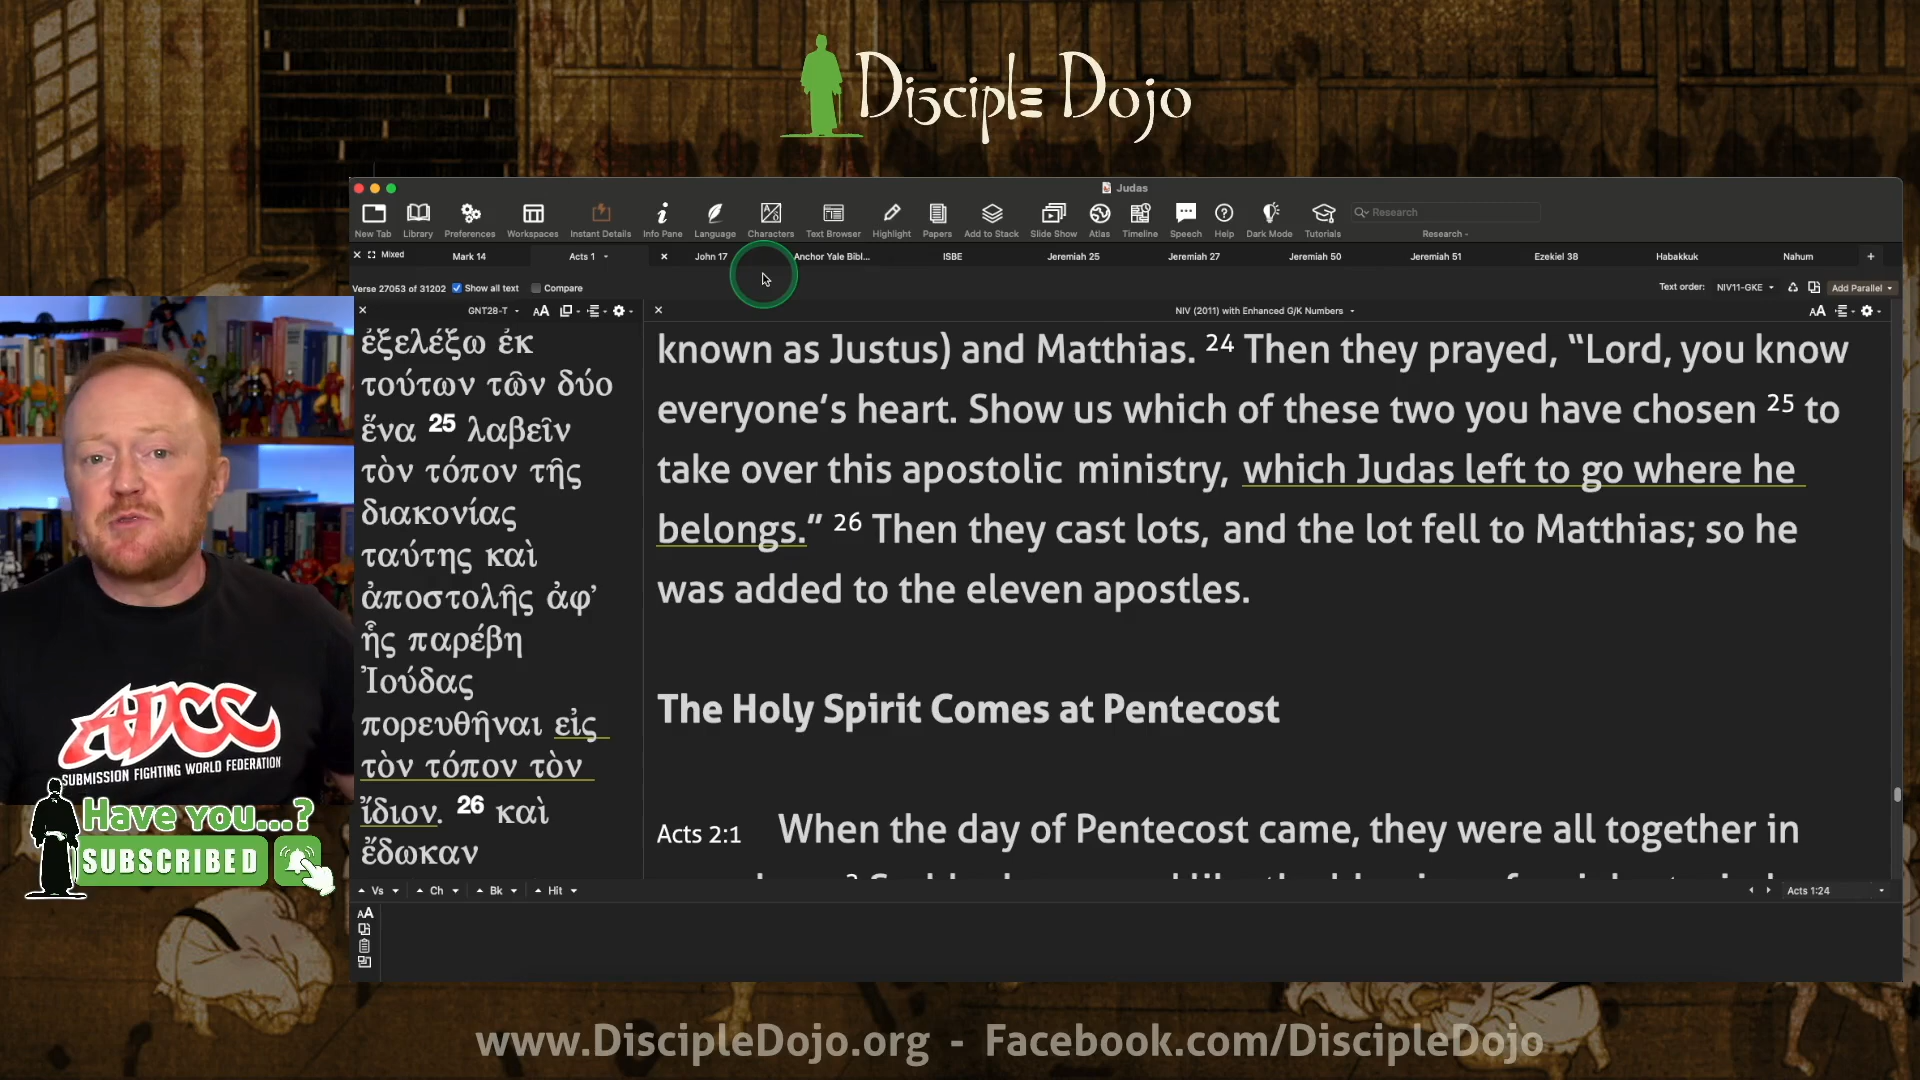 Disciple Dojo
Judas
New Tab Library Preferences Workspaces Instant Details Info Pane Language Characters Text Browser Highlight Papers Add to Stack Slide Show Atlas Timeline Speech Help Dark Mode Tutorials Research
Research
Mixed Mark 14 Acts 1 John 17 Anchor Yale Bibl... ISBE Jeremiah 25 Jeremiah 27 Jeremiah 50 Jeremiah 51 Ezekiel 38 Habakkuk Nahum
Verse 27053 of 31202 Show all text Compare Text order: NIV11-GKE Add Parallel
GNT28-T
ἐξελέξω ἐκ
τούτων τῶν δύο
ἕνα 25 λαβεῖν
τὸν τόπον τῆς
διακονίας
ταύτης καὶ
ἀποστολῆς ἀφ’
ἧς παρέβη
Ἰούδας
πορευθῆναι εἰς
τὸν τόπον τὸν
ἴδιον. 26 καὶ
ἔδωκαν
NIV (2011) with Enhanced G/K Numbers
known as Justus) and Matthias. 24 Then they prayed, “Lord, you know
everyone’s heart. Show us which of these two you have chosen 25 to
take over this apostolic ministry, which Judas left to go where he
belongs.” 26 Then they cast lots, and the lot fell to Matthias; so he
was added to the eleven apostles.
The Holy Spirit Comes at Pentecost
Acts 2:1 When the day of Pentecost came, they were all together in
Vs Ch Bk Hit Acts 1:24
ADCC
SUBMISSION FIGHTING WORLD FEDERATION
Have you...?
SUBSCRIBED
www.DiscipleDojo.org - Facebook.com/DiscipleDojo